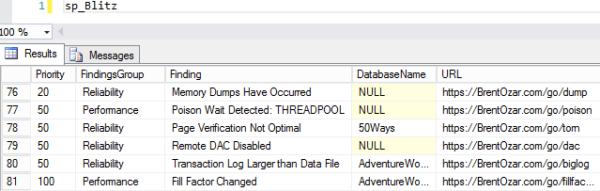 1 sp_Blitz
100 %
Results Messages
Priority FindingsGroup Finding DatabaseName URL
76 20 Reliability Memory Dumps Have Occurred NULL https://BrentOzar.com/go/dump
77 50 Performance Poison Wait Detected: THREADPOOL NULL https://BrentOzar.com/go/poison
78 50 Reliability Page Verification Not Optimal 50Ways https://BrentOzar.com/go/torn
79 50 Reliability Remote DAC Disabled NULL https://BrentOzar.com/go/dac
80 50 Reliability Transaction Log Larger than Data File AdventureWo... https://BrentOzar.com/go/biglog
81 100 Performance Fill Factor Changed AdventureWo... https://BrentOzar.com/go/fillfac...